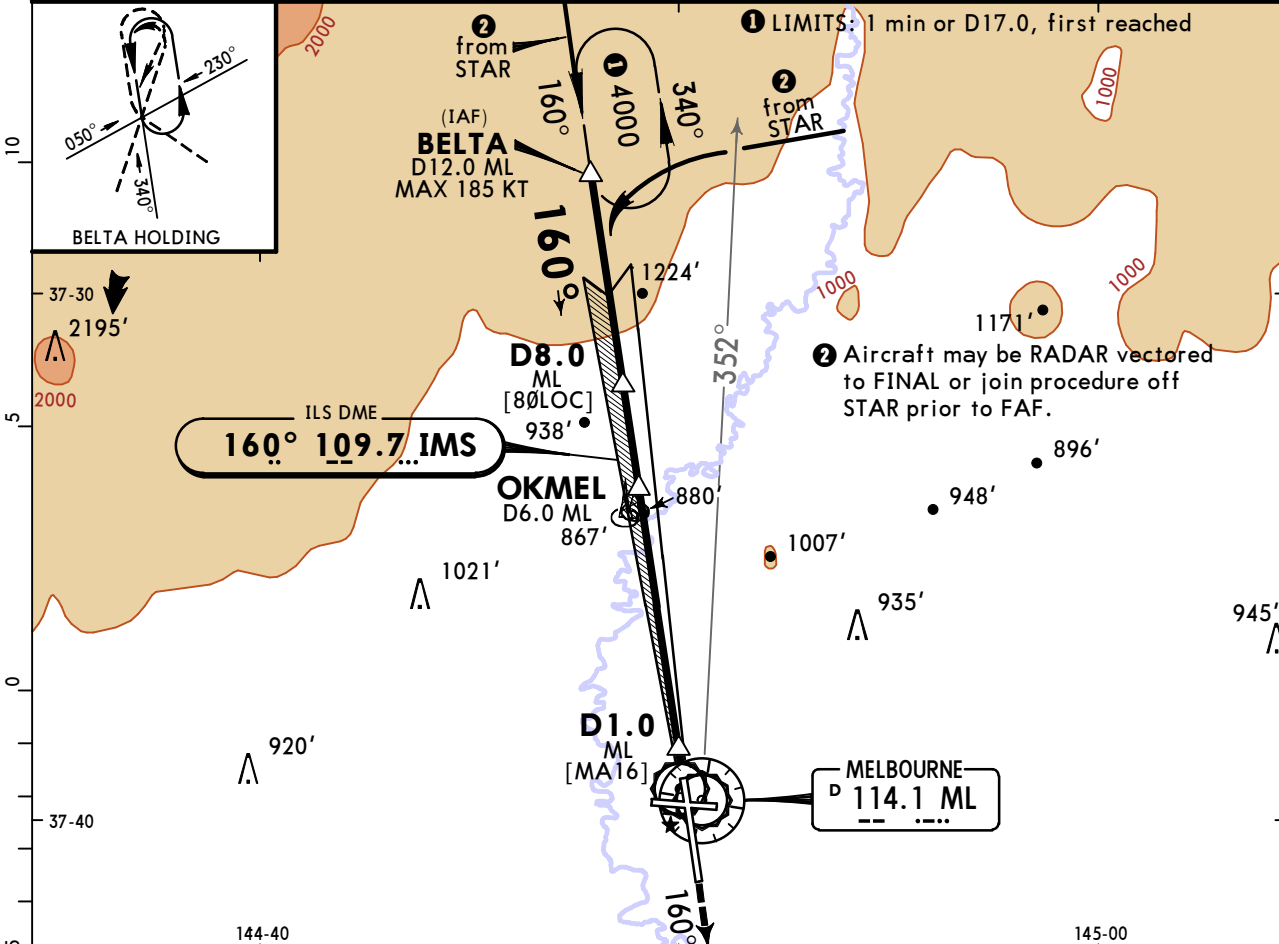 2000
❷
from
STAR
❶ LIMITS: 1 min or D17.0, first reached
230°
050°
340°
BELTA HOLDING
160°
❶ 4000
340°
❷
from
STAR
1000
(IAF)
BELTA
D12.0 ML
MAX 185 KT
10
160°
1224'
1000
1000
37-30
2195'
2000
1171'
352°
❷ Aircraft may be RADAR vectored
to FINAL or join procedure off
STAR prior to FAF.
D8.0
ML
[8ØLOC]
938'
5
ILS DME
160° 109.7 IMS
896'
OKMEL
D6.0 ML
867'
880'
948'
1007'
1021'
935'
945'
0
D1.0
ML
[MA16]
920'
MELBOURNE
D 114.1 ML
37-40
160°
144-40
145-00